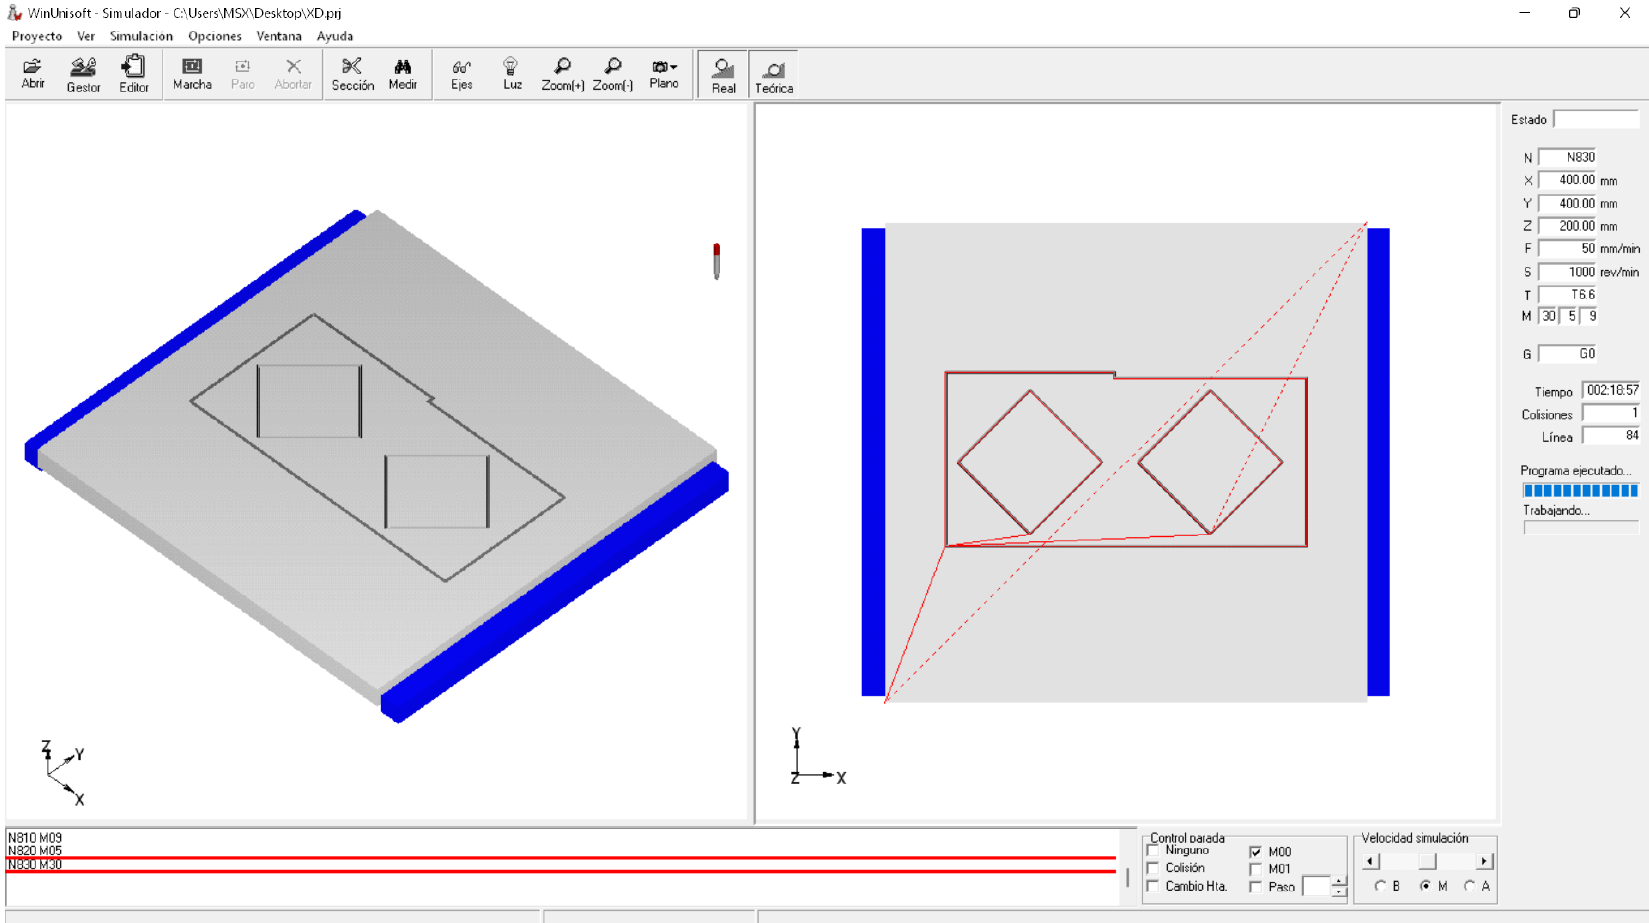 WinUnisoft - Simulador - C:\Users\MSX\Desktop\XD.prj
Proyecto Ver Simulación Opciones Ventana Ayuda
Abrir Gestor Editor Marcha Paro Abortar Sección Medir Ejes Luz Zoom(+) Zoom(-) Plano Real Teórica
Estado
N N830
X 400.00 mm
Y 400.00 mm
Z 200.00 mm
F 50 mm/min
S 1000 rev/min
T T6.6
M 30 5 9
G G0
Tiempo 002:18:57
Colisiones 1
Línea 84
Programa ejecutado...
Trabajando...
Z Y X
Y Z X
N810 M09
N820 M05
N830 M30
Control parada
Ninguno M00
Colisión M01
Cambio Hta. Paso
Velocidad simulación
B M A